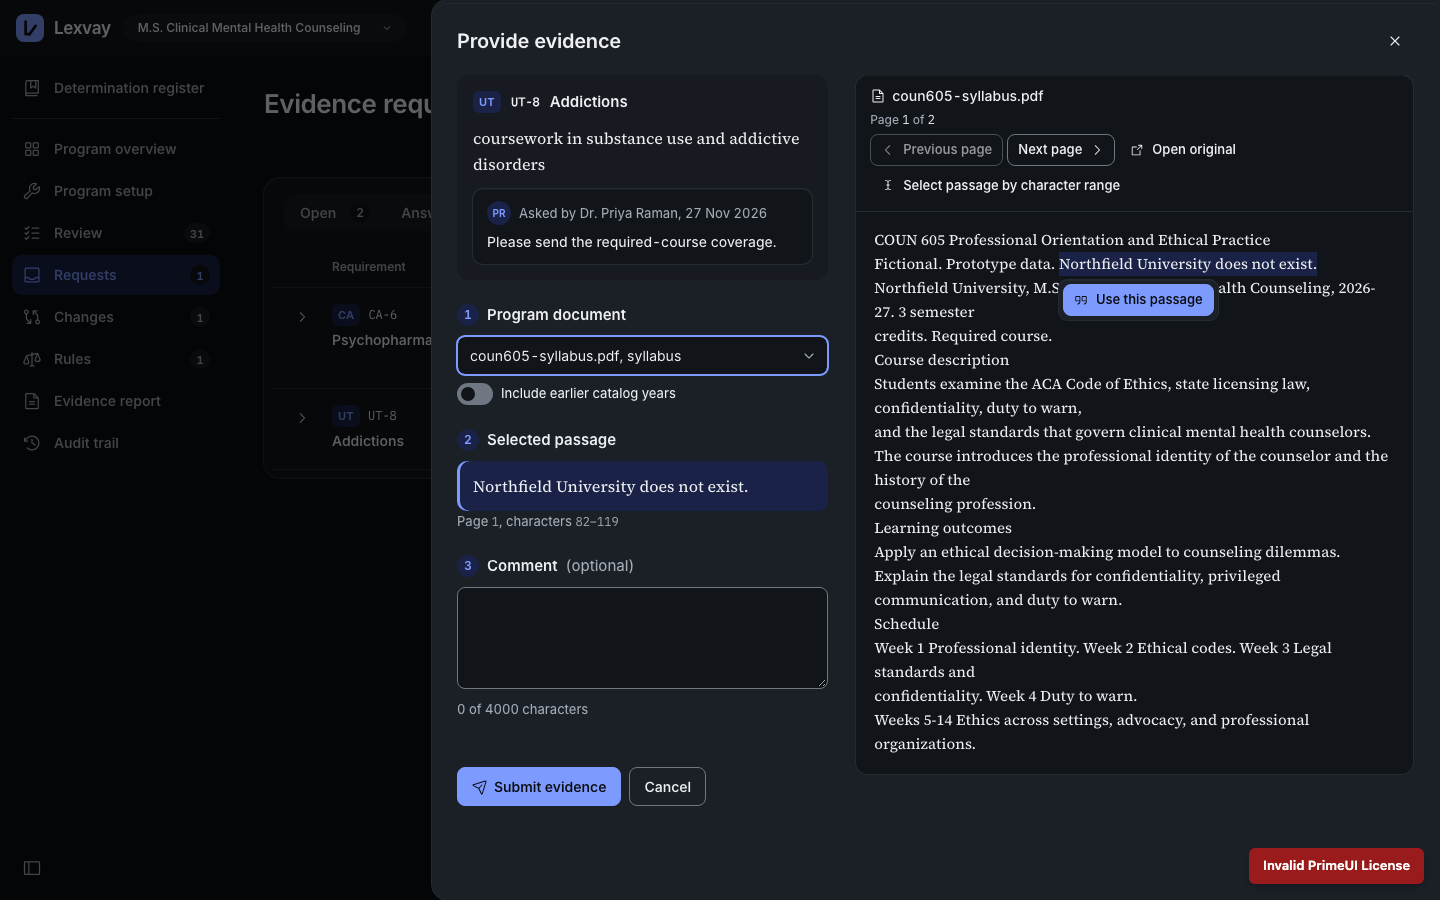 Lexvay
M.S. Clinical Mental Health Counseling
Determination register
Program overview
Program setup
Review 31
Requests 1
Changes 1
Rules 1
Evidence report
Audit trail
Evidence requ
Open 2 Answ
Requirement
CA CA-6
Psychopharma
UT UT-8
Addictions
Provide evidence
UT UT-8 Addictions
coursework in substance use and addictive
disorders
PR Asked by Dr. Priya Raman, 27 Nov 2026
Please send the required-course coverage.
1 Program document
coun605-syllabus.pdf, syllabus
Include earlier catalog years
2 Selected passage
Northfield University does not exist.
Page 1, characters 82–119
3 Comment (optional)
0 of 4000 characters
Submit evidence
Cancel
coun605-syllabus.pdf
Page 1 of 2
Previous page
Next page
Open original
Select passage by character range
COUN 605 Professional Orientation and Ethical Practice
Fictional. Prototype data. Northfield University does not exist.
Northfield University, M.S alth Counseling, 2026-
Use this passage
27. 3 semester
credits. Required course.
Course description
Students examine the ACA Code of Ethics, state licensing law,
confidentiality, duty to warn,
and the legal standards that govern clinical mental health counselors.
The course introduces the professional identity of the counselor and the
history of the
counseling profession.
Learning outcomes
Apply an ethical decision-making model to counseling dilemmas.
Explain the legal standards for confidentiality, privileged
communication, and duty to warn.
Schedule
Week 1 Professional identity. Week 2 Ethical codes. Week 3 Legal
standards and
confidentiality. Week 4 Duty to warn.
Weeks 5-14 Ethics across settings, advocacy, and professional
organizations.
Invalid PrimeUI License